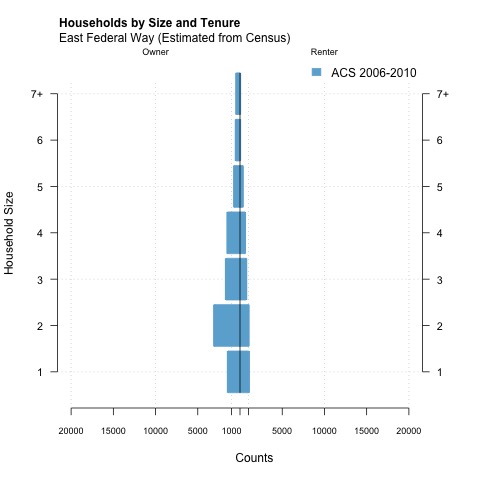 Households by Size and Tenure
East Federal Way (Estimated from Census)
Owner Renter
ACS 2006-2010
7+ 7+
6 6
5 5
4 4
3 3
2 2
1 1
Household Size
20000 15000 10000 5000 1000 5000 10000 15000 20000
Counts